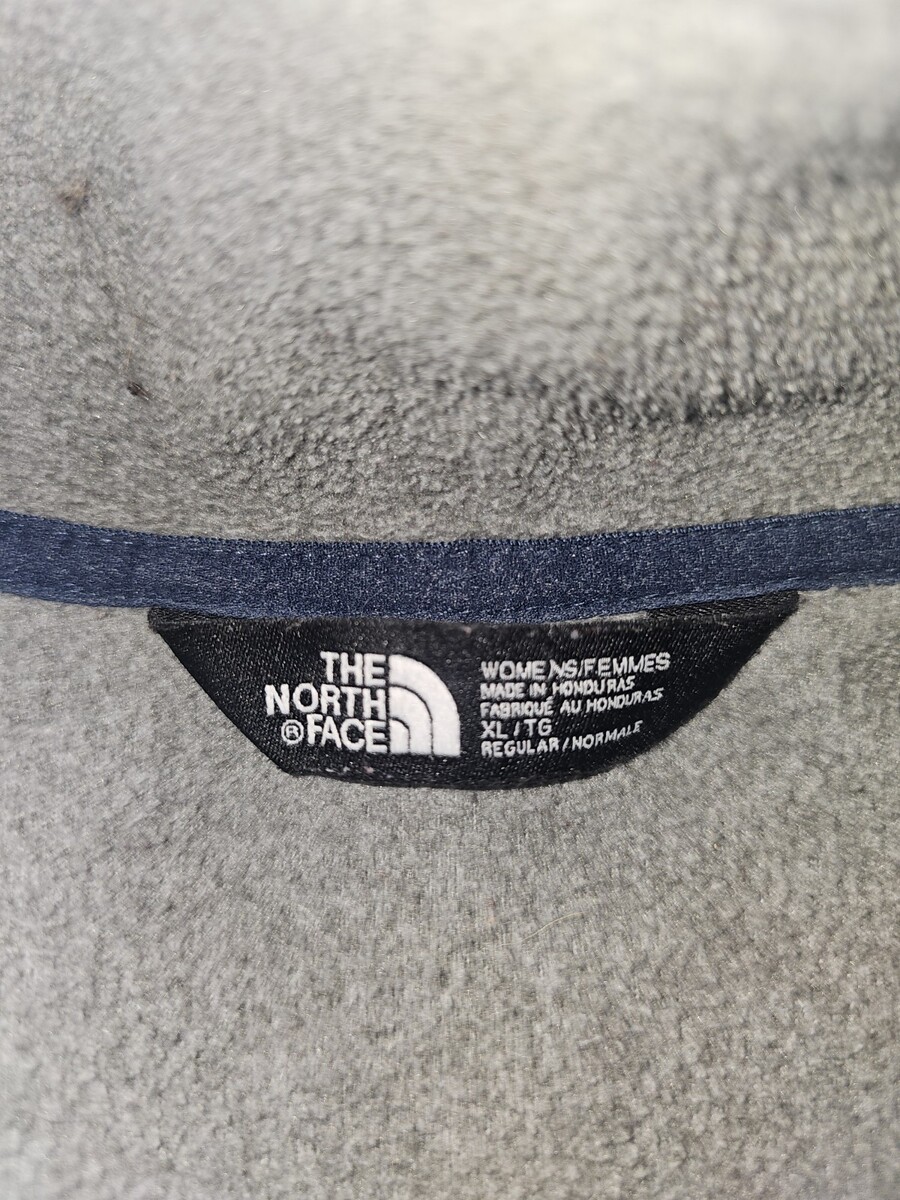 THE
NORTH
®FACE
WOMENS/FEMMES
MADE IN HONDURAS
FABRIQUÉ AU HONDURAS
XL/TG
REGULAR/NORMALE